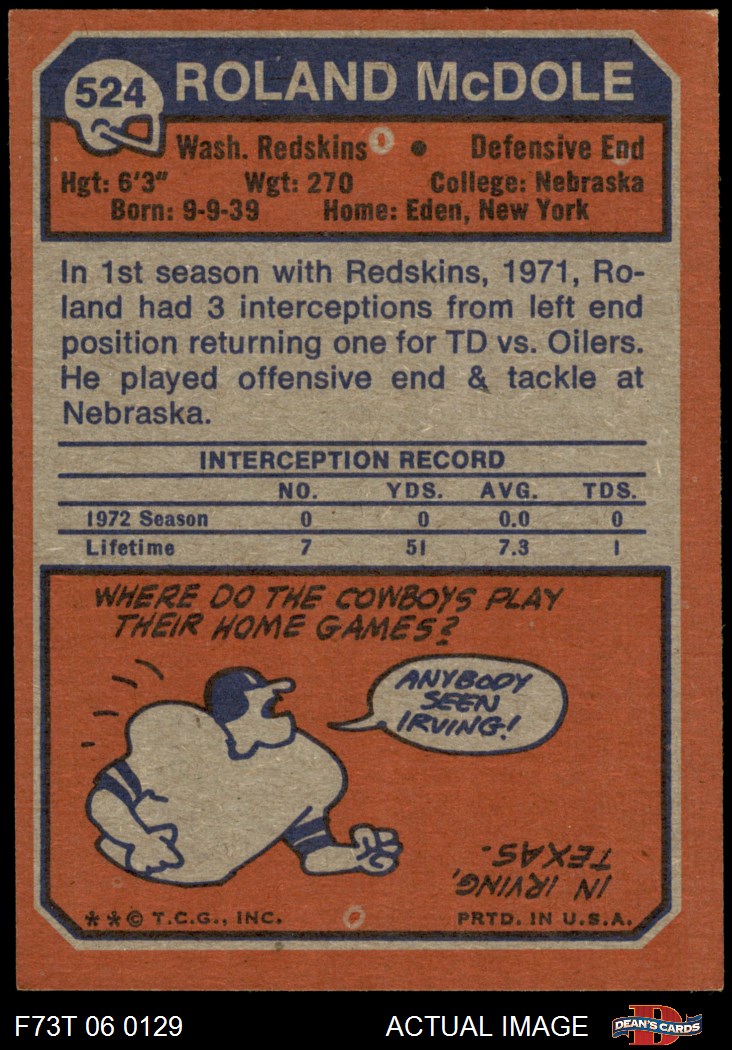 524 ROLAND McDOLE
Wash. Redskins • Defensive End
Hgt: 6'3" Wgt: 270 College: Nebraska
Born: 9-9-39 Home: Eden, New York
In 1st season with Redskins, 1971, Ro-
land had 3 interceptions from left end
position returning one for TD vs. Oilers.
He played offensive end & tackle at
Nebraska.
INTERCEPTION RECORD
NO. YDS. AVG. TDS.
1972 Season 0 0 0.0 0
Lifetime 7 51 7.3 1
WHERE DO THE COWBOYS PLAY
THEIR HOME GAMES?
ANYBODY
SEEN
IRVING!
IN IRVING,
TEXAS.
**© T.C.G., INC. PRTD. IN U.S.A.
F73T 06 0129 ACTUAL IMAGE D DEAN'S CARDS